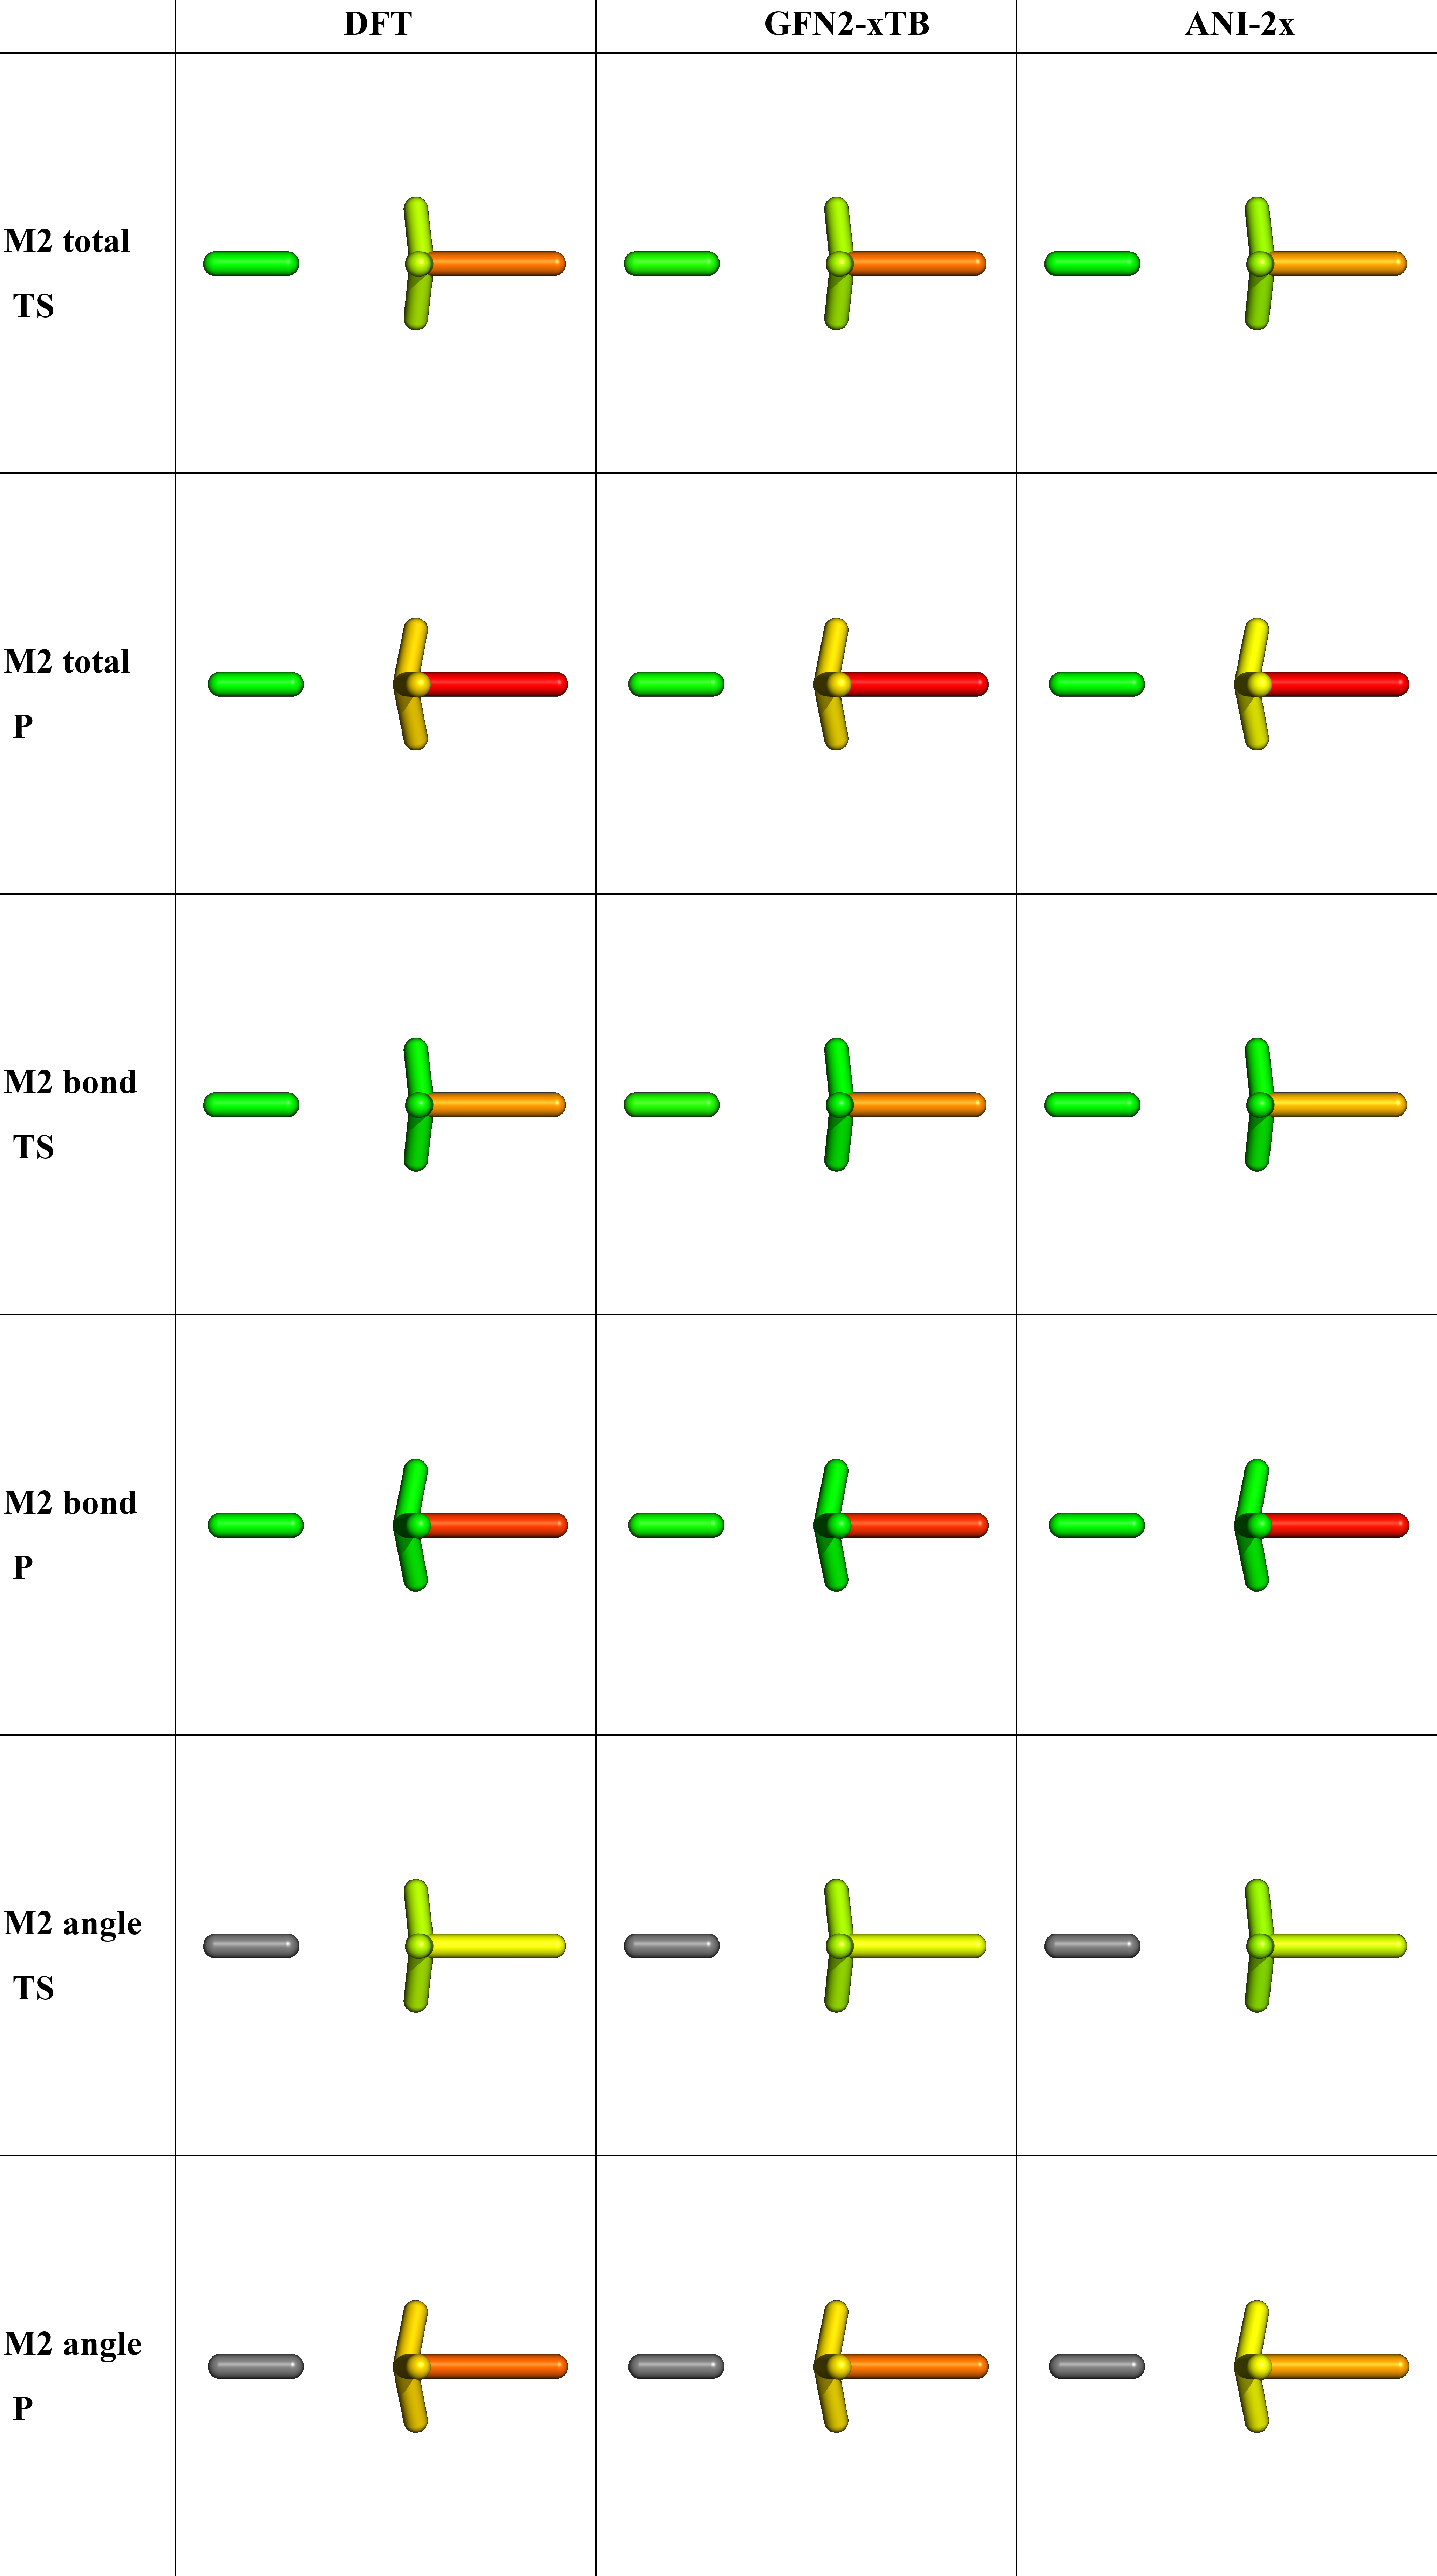 DFT GFN2-xTB ANI-2x
M2 total
TS
M2 total
P
M2 bond
TS
M2 bond
P
M2 angle
TS
M2 angle
P